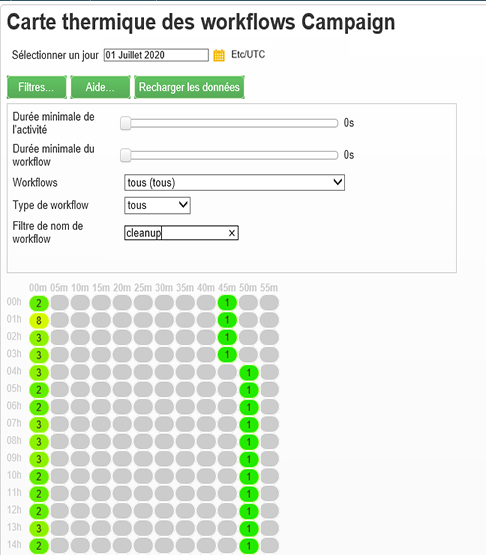 Carte thermique des workflows Campaign
Sélectionner un jour 01 Juillet 2020 Etc/UTC
Filtres... Aide... Recharger les données
Durée minimale de l'activité 0s
Durée minimale du workflow 0s
Workflows tous (tous)
Type de workflow tous
Filtre de nom de workflow cleanup ×
00m 05m 10m 15m 20m 25m 30m 35m 40m 45m 50m 55m
00h 2 1
01h 8 1
02h 3 1
03h 3 1
04h 3 1
05h 2 1
06h 2 1
07h 3 1
08h 3 1
09h 3 1
10h 2 1
11h 2 1
12h 2 1
13h 3 1
14h 2 1